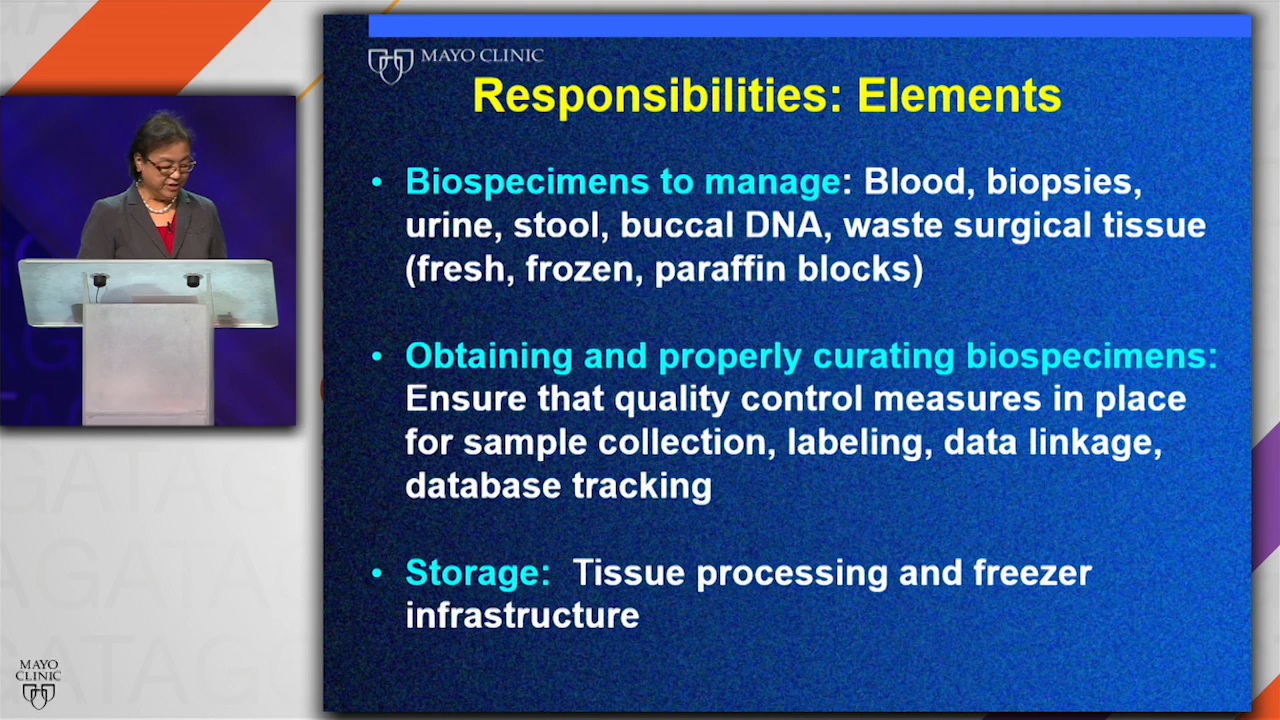 MAYO CLINIC
Responsibilities: Elements
• Biospecimens to manage: Blood, biopsies,
urine, stool, buccal DNA, waste surgical tissue
(fresh, frozen, paraffin blocks)
• Obtaining and properly curating biospecimens:
Ensure that quality control measures in place
for sample collection, labeling, data linkage,
database tracking
• Storage: Tissue processing and freezer
infrastructure
MAYO
CLINIC